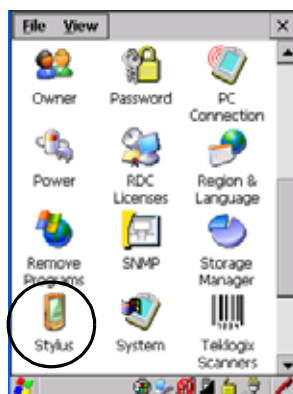 File View
Owner Password PC Connection
Power RDC Licenses Region & Language
Remove Programs SNMP Storage Manager
Stylus System Teklogix Scanners